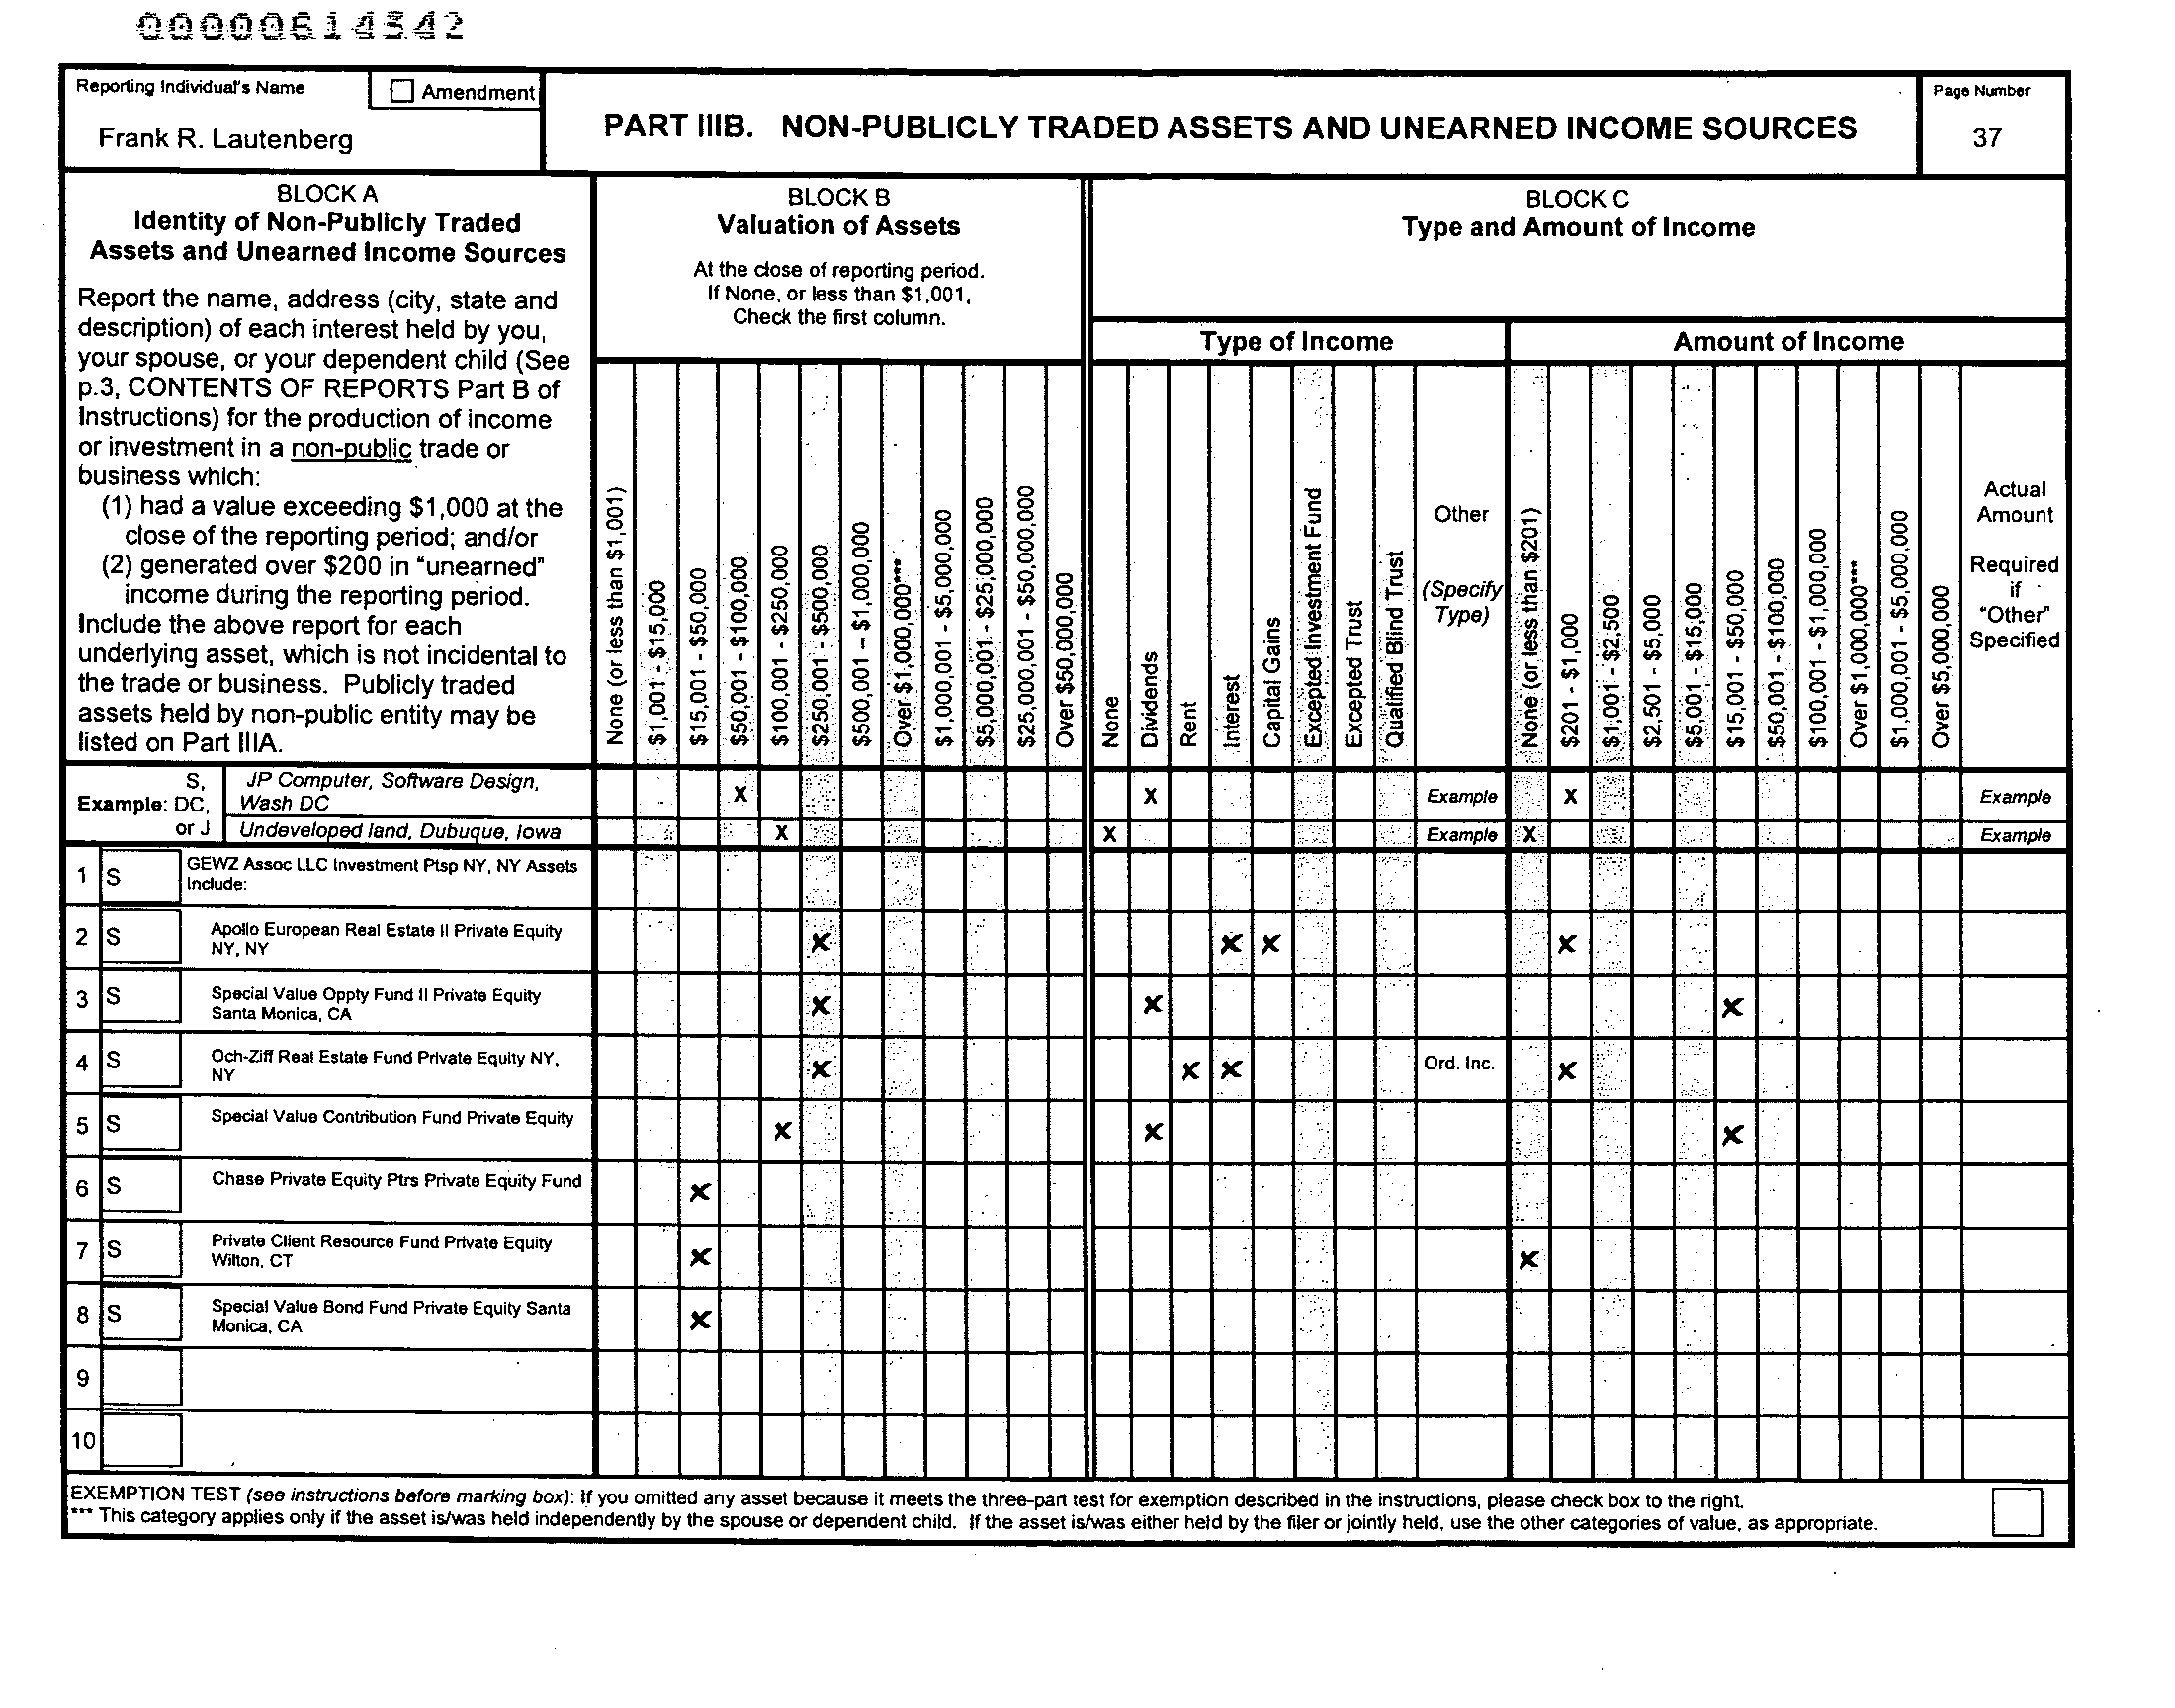 00000614342
Reporting Individual's Name
Amendment
Frank R. Lautenberg
PART IIIB. NON-PUBLICLY TRADED ASSETS AND UNEARNED INCOME SOURCES
Page Number
37
BLOCK A
Identity of Non-Publicly Traded
Assets and Unearned Income Sources
Report the name, address (city, state and
description) of each interest held by you,
your spouse, or your dependent child (See
p.3, CONTENTS OF REPORTS Part B of
Instructions) for the production of income
or investment in a non-public trade or
business which:
(1) had a value exceeding $1,000 at the
close of the reporting period; and/or
(2) generated over $200 in “unearned”
income during the reporting period.
Include the above report for each
underlying asset, which is not incidental to
the trade or business. Publicly traded
assets held by non-public entity may be
listed on Part IIIA.
BLOCK B
Valuation of Assets
At the close of reporting period.
If None, or less than $1,001,
Check the first column.
None (or less than $1,001)
$1,001 - $15,000
$15,001 - $50,000
$50,001 - $100,000
$100,001 - $250,000
$250,001 - $500,000
$500,001 – $1,000,000
Over $1,000,000***
$1,000,001 - $5,000,000
$5,000,001 - $25,000,000
$25,000,001 - $50,000,000
Over $50,000,000
BLOCK C
Type and Amount of Income
Type of Income
None
Dividends
Rent
Interest
Capital Gains
Excepted Investment Fund
Excepted Trust
Qualified Blind Trust
Other
(Specify
Type)
Amount of Income
None (or less than $201)
$201 - $1,000
$1,001 - $2,500
$2,501 - $5,000
$5,001 - $15,000
$15,001 - $50,000
$50,001 - $100,000
$100,001 - $1,000,000
Over $1,000,000***
$1,000,001 - $5,000,000
Over $5,000,000
Actual
Amount
Required
if
“Other”
Specified
Example: S, DC, or J
JP Computer, Software Design,
Wash DC X X Example X Example
Undeveloped land, Dubuque, Iowa X X Example X Example
1 S GEWZ Assoc LLC Investment Ptsp NY, NY Assets
Include:
2 S Apollo European Real Estate II Private Equity
NY, NY X X X X
3 S Special Value Oppty Fund II Private Equity
Santa Monica, CA X X X
4 S Och-Ziff Real Estate Fund Private Equity NY,
NY X X X Ord. Inc. X
5 S Special Value Contribution Fund Private Equity X X X
6 S Chase Private Equity Ptrs Private Equity Fund X
7 S Private Client Resource Fund Private Equity
Wilton, CT X X
8 S Special Value Bond Fund Private Equity Santa
Monica, CA X
9
10
EXEMPTION TEST (see instructions before marking box): If you omitted any asset because it meets the three-part test for exemption described in the instructions, please check box to the right.
*** This category applies only if the asset is/was held independently by the spouse or dependent child. If the asset is/was either held by the filer or jointly held, use the other categories of value, as appropriate.